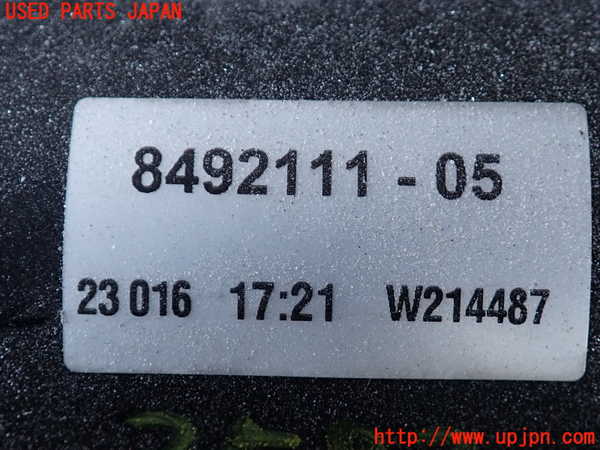 USED PARTS JAPAN
8492111 - 05
23 016 17:21 W214487
http://www.upjpn.com/